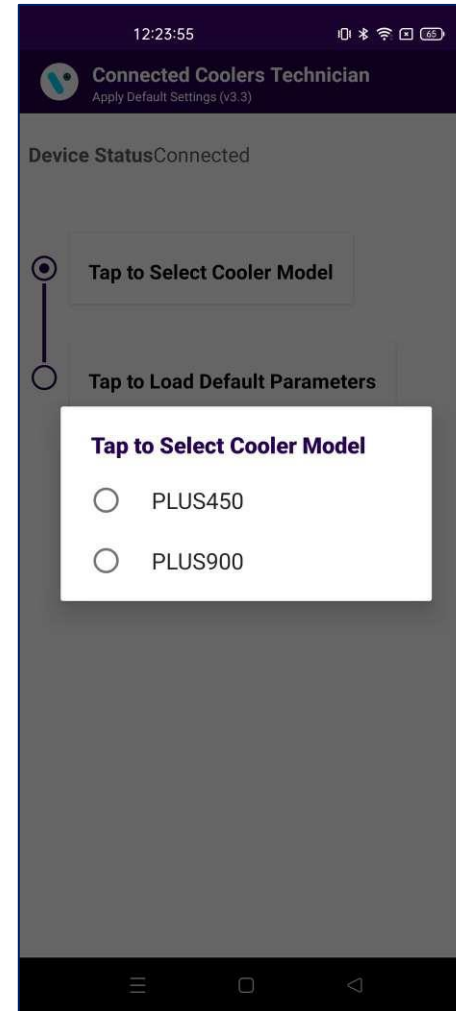 12:23:55
65
Connected Coolers Technician
Apply Default Settings (v3.3)
Device StatusConnected
Tap to Select Cooler Model
Tap to Load Default Parameters
Tap to Select Cooler Model
PLUS450
PLUS900